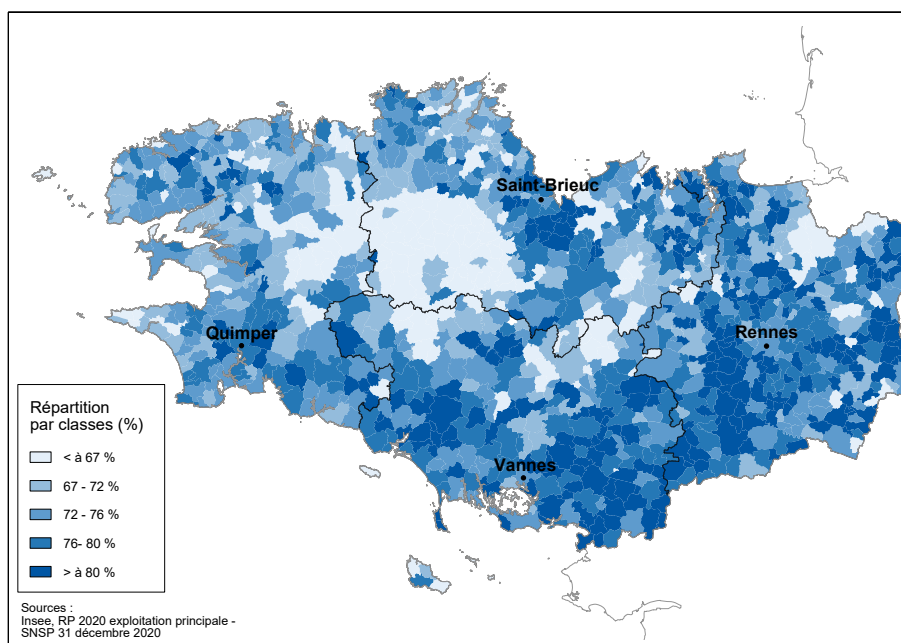 Saint-Brieuc
Quimper
Rennes
Vannes
Répartition
par classes (%)
< à 67 %
67 - 72 %
72 - 76 %
76- 80 %
> à 80 %
Sources :
Insee, RP 2020 exploitation principale -
SNSP 31 décembre 2020